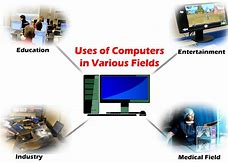 Uses of Computers
in Various Fields
Education
Entertainment
Industry
Medical Field